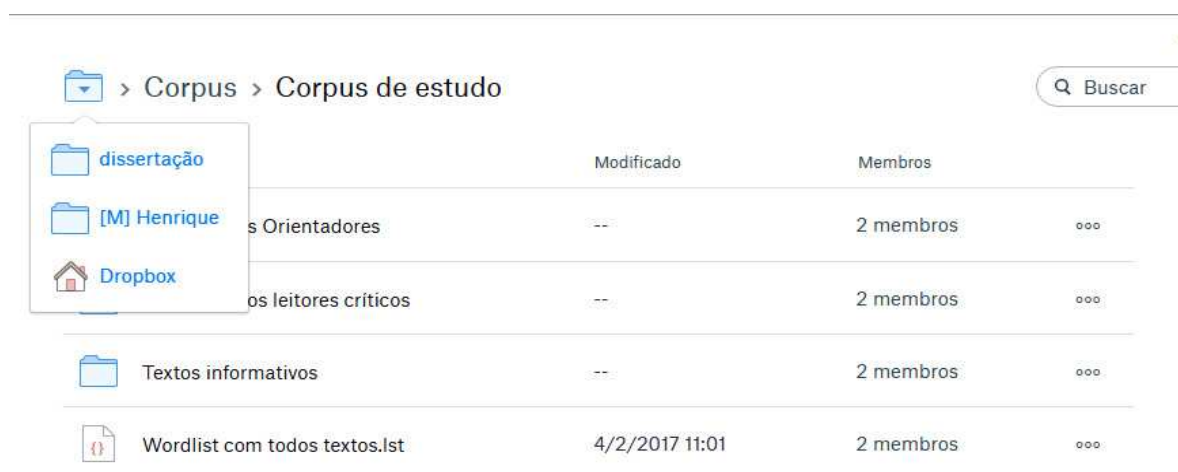 > Corpus > Corpus de estudo
Buscar
dissertação
[M] Henrique
Dropbox
Modificado Membros
s Orientadores -- 2 membros
os leitores críticos -- 2 membros
Textos informativos -- 2 membros
{} Wordlist com todos textos.lst 4/2/2017 11:01 2 membros